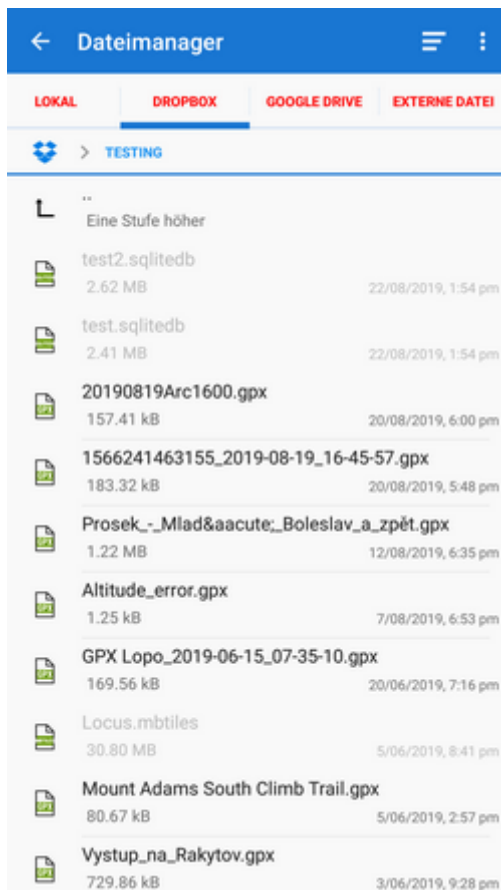 Dateimanager
LOKAL DROPBOX GOOGLE DRIVE EXTERNE DATEI
TESTING
..
Eine Stufe höher
test2.sqlitedb
2.62 MB 22/08/2019, 1:54 pm
test.sqlitedb
2.41 MB 22/08/2019, 1:54 pm
20190819Arc1600.gpx
157.41 kB 20/08/2019, 6:00 pm
1566241463155_2019-08-19_16-45-57.gpx
183.32 kB 20/08/2019, 5:48 pm
Prosek_-_Mlad&aacute;_Boleslav_a_zpět.gpx
1.22 MB 12/08/2019, 6:35 pm
Altitude_error.gpx
1.25 kB 7/08/2019, 6:53 pm
GPX Lopo_2019-06-15_07-35-10.gpx
169.56 kB 20/06/2019, 7:16 pm
Locus.mbtiles
30.80 MB 5/06/2019, 8:41 pm
Mount Adams South Climb Trail.gpx
80.67 kB 5/06/2019, 2:57 pm
Vystup_na_Rakytov.gpx
729.86 kB 3/06/2019, 9:28 pm